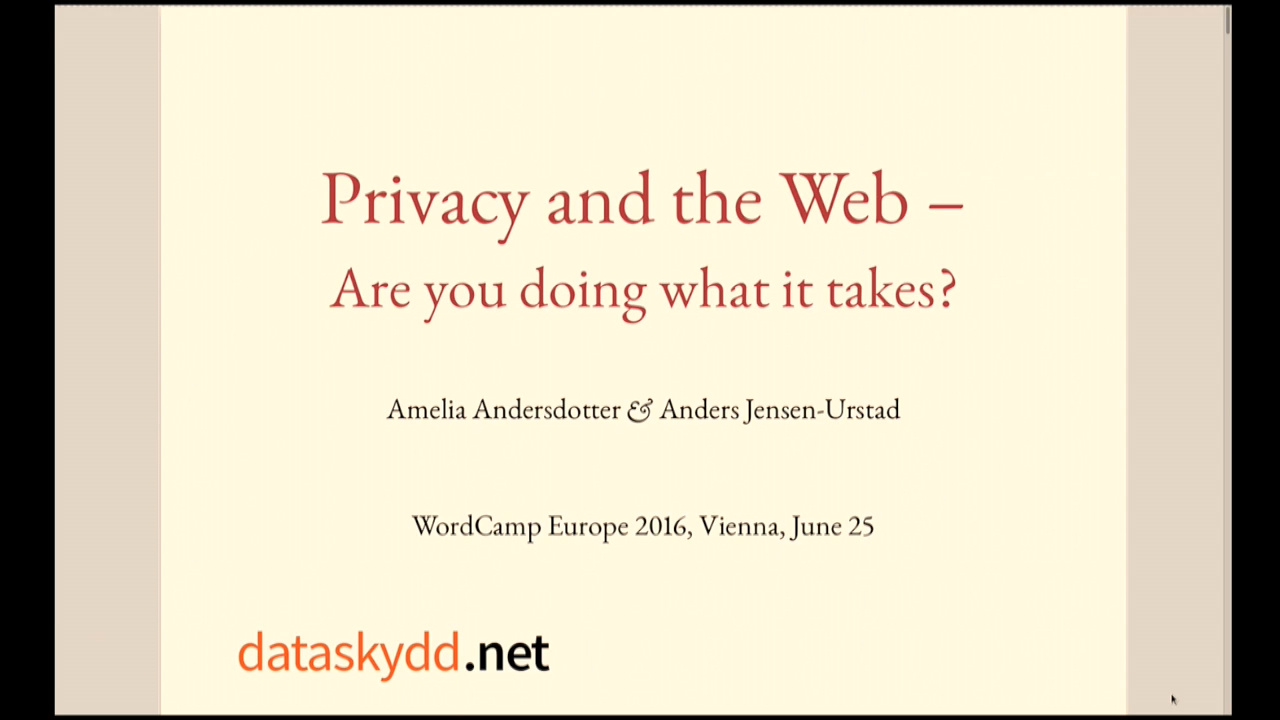 Privacy and the Web –
Are you doing what it takes?
Amelia Andersdotter & Anders Jensen-Urstad
WordCamp Europe 2016, Vienna, June 25
dataskydd.net